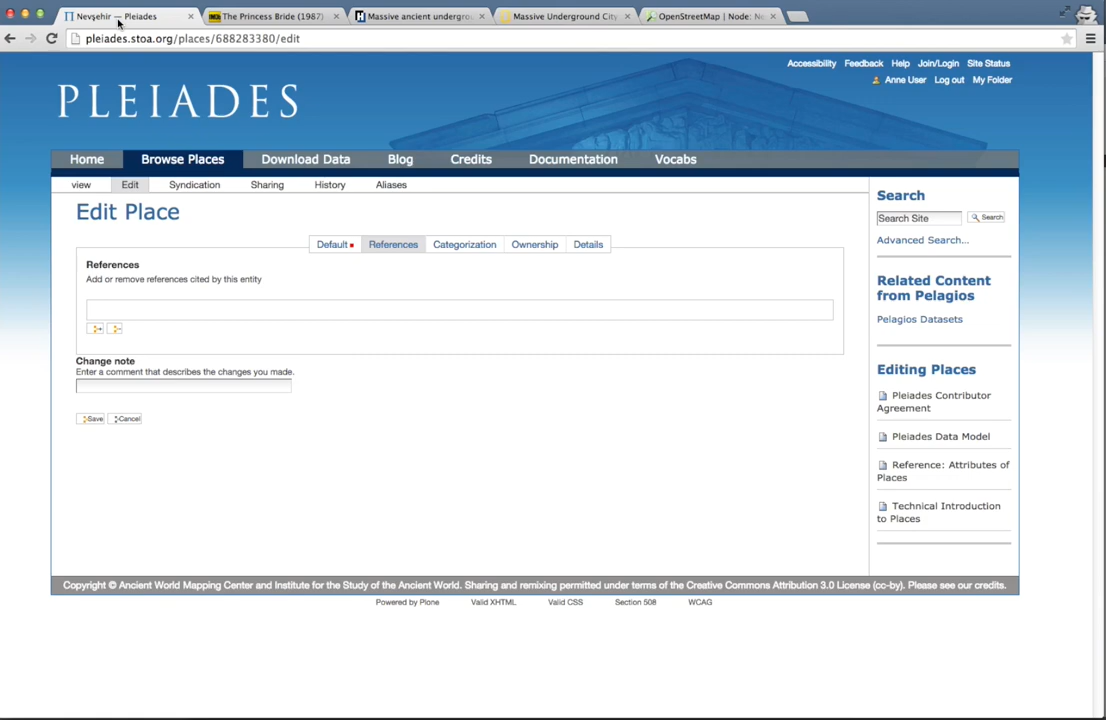 Nevşehir — Pleiades
The Princess Bride (1987)
Massive ancient undergrou
Massive Underground City
OpenStreetMap | Node: Ne
pleiades.stoa.org/places/688283380/edit
Accessibility Feedback Help Join/Login Site Status
Anne User Log out My Folder
PLEIADES
Home Browse Places Download Data Blog Credits Documentation Vocabs
view Edit Syndication Sharing History Aliases
Edit Place
Default References Categorization Ownership Details
References
Add or remove references cited by this entity
Change note
Enter a comment that describes the changes you made.
Save Cancel
Search
Search Site Search
Advanced Search...
Related Content
from Pelagios
Pelagios Datasets
Editing Places
Pleiades Contributor
Agreement
Pleiades Data Model
Reference: Attributes of
Places
Technical Introduction
to Places
Copyright © Ancient World Mapping Center and Institute for the Study of the Ancient World. Sharing and remixing permitted under terms of the Creative Commons Attribution 3.0 License (cc-by). Please see our credits.
Powered by Plone Valid XHTML Valid CSS Section 508 WCAG